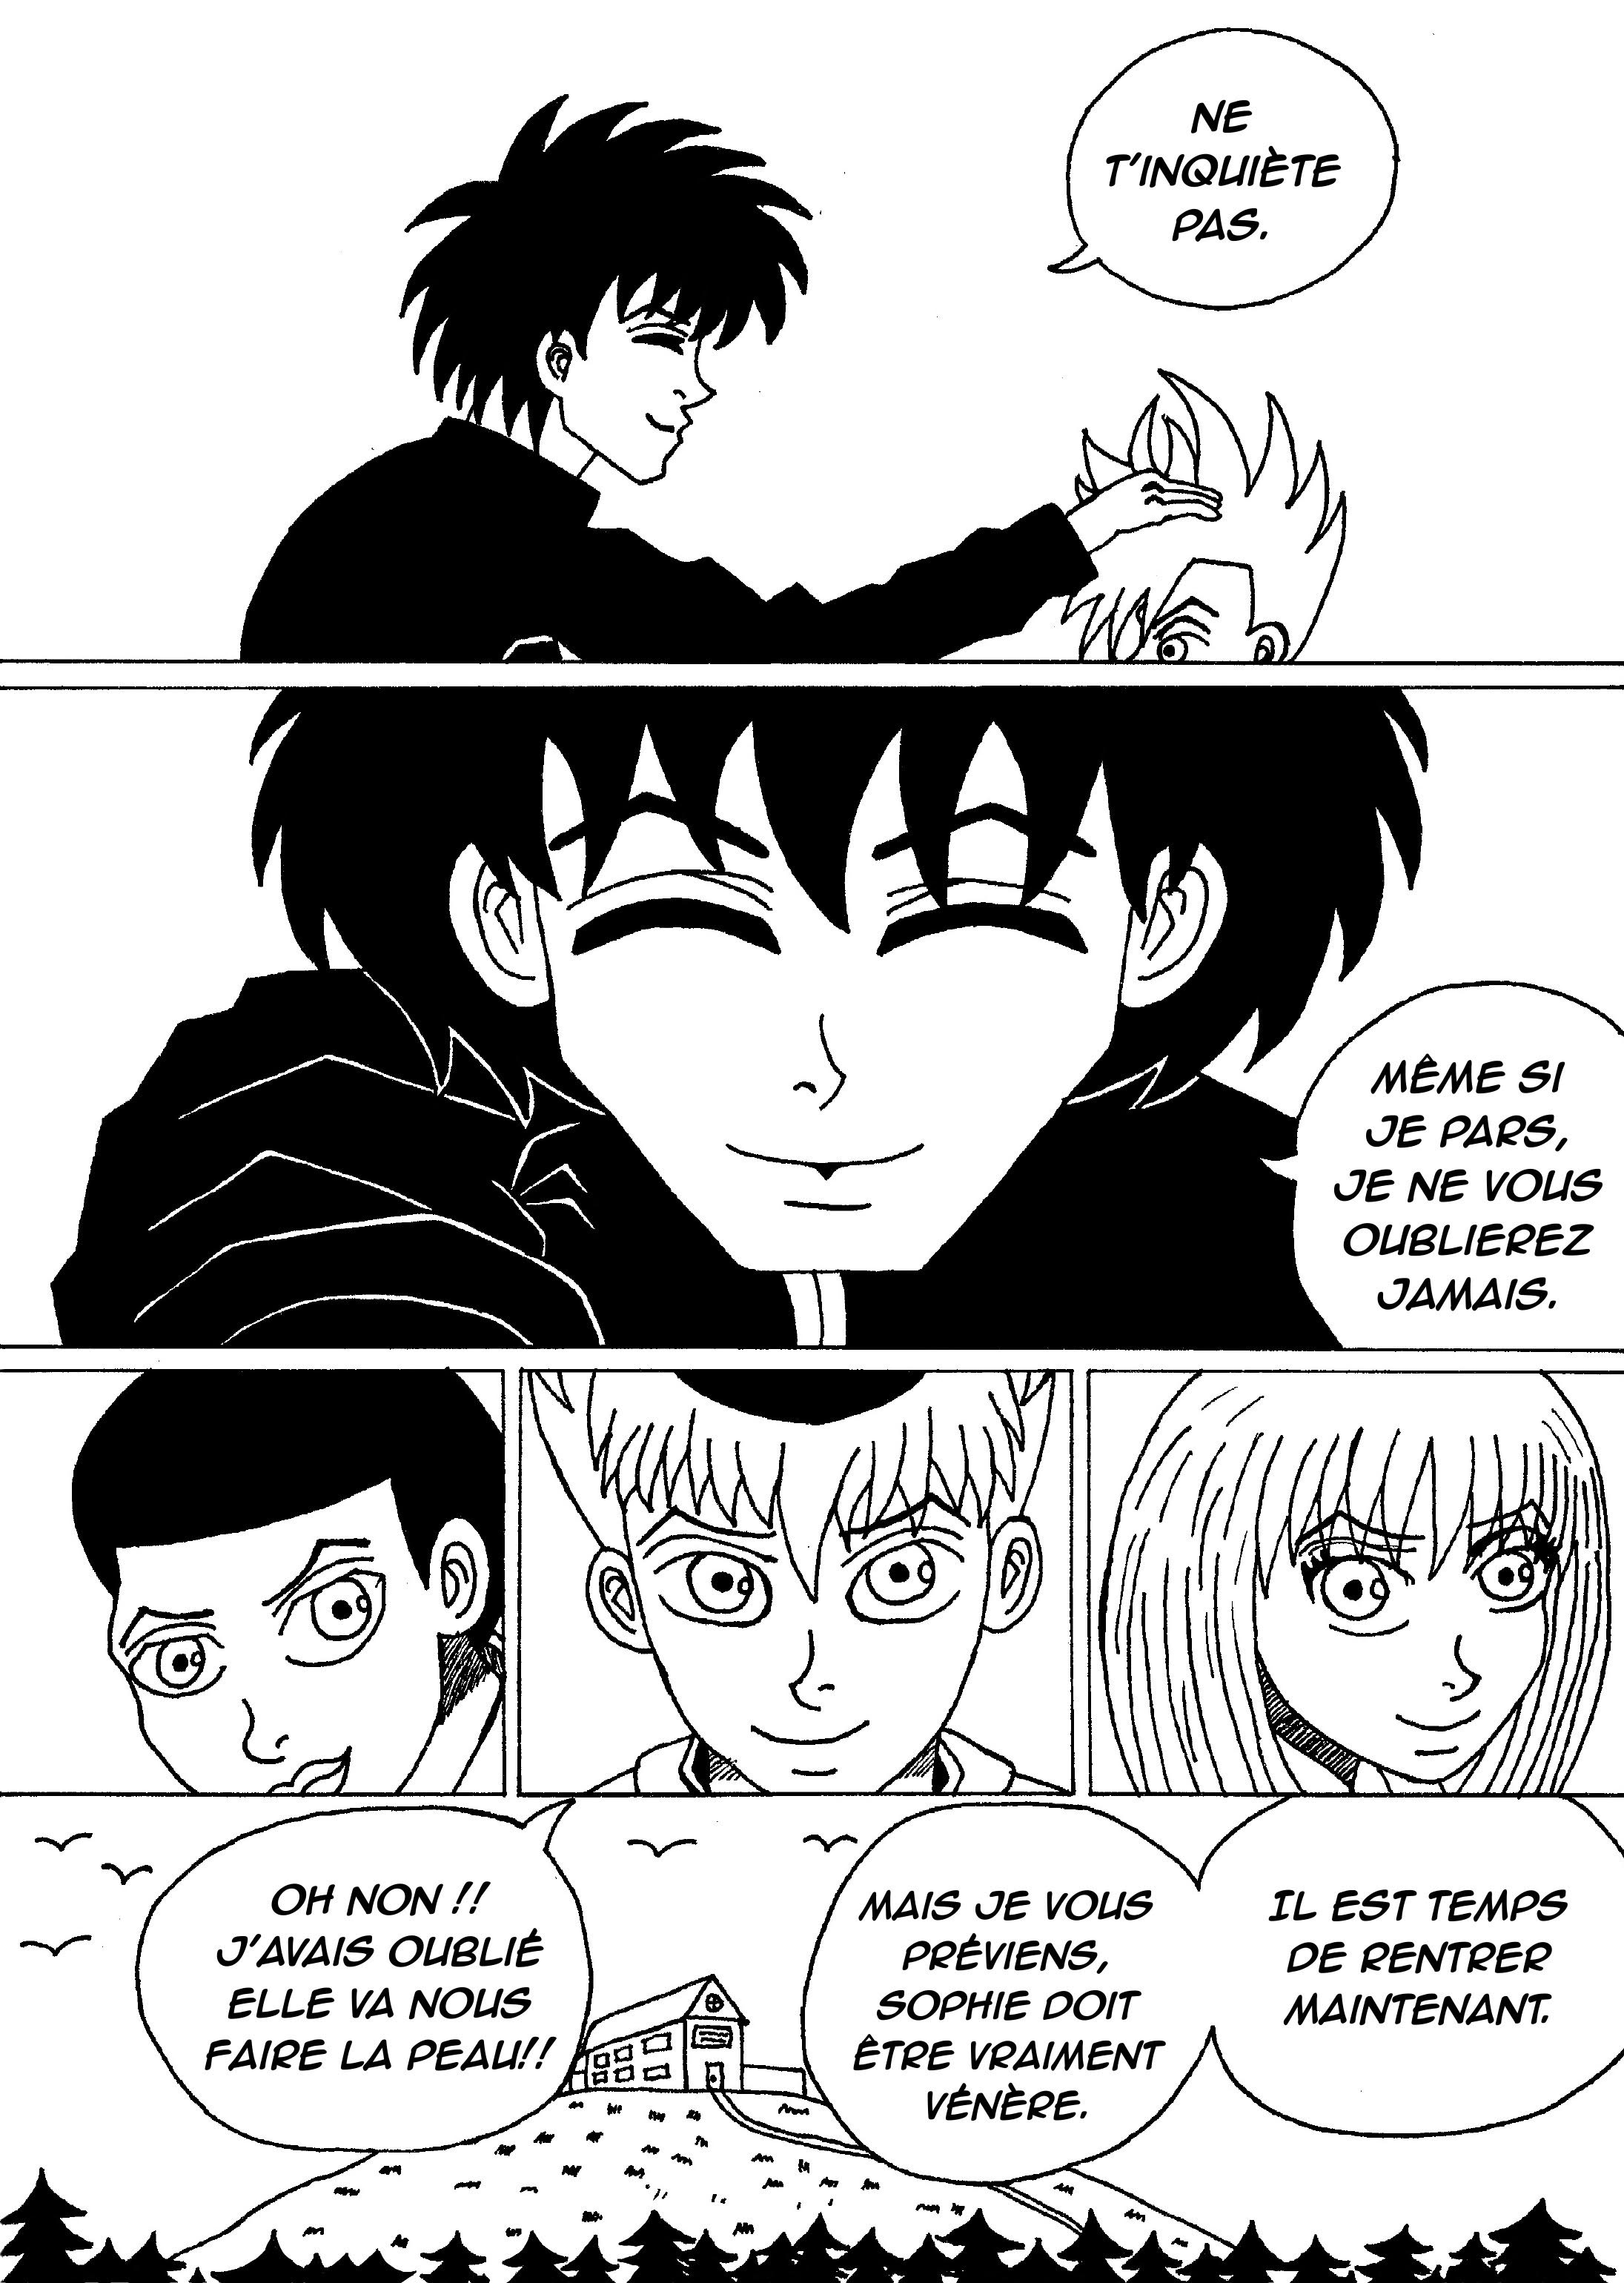 NE
T'INQUIÈTE
PAS.
MÊME SI
JE PARS,
JE NE VOUS
OUBLIEREZ
JAMAIS.
IL EST TEMPS
DE RENTRER
MAINTENANT.
MAIS JE VOUS
PRÉVIENS,
SOPHIE DOIT
ÊTRE VRAIMENT
VÉNÈRE.
OH NON !!
J'AVAIS OUBLIÉ
ELLE VA NOUS
FAIRE LA PEAU!!